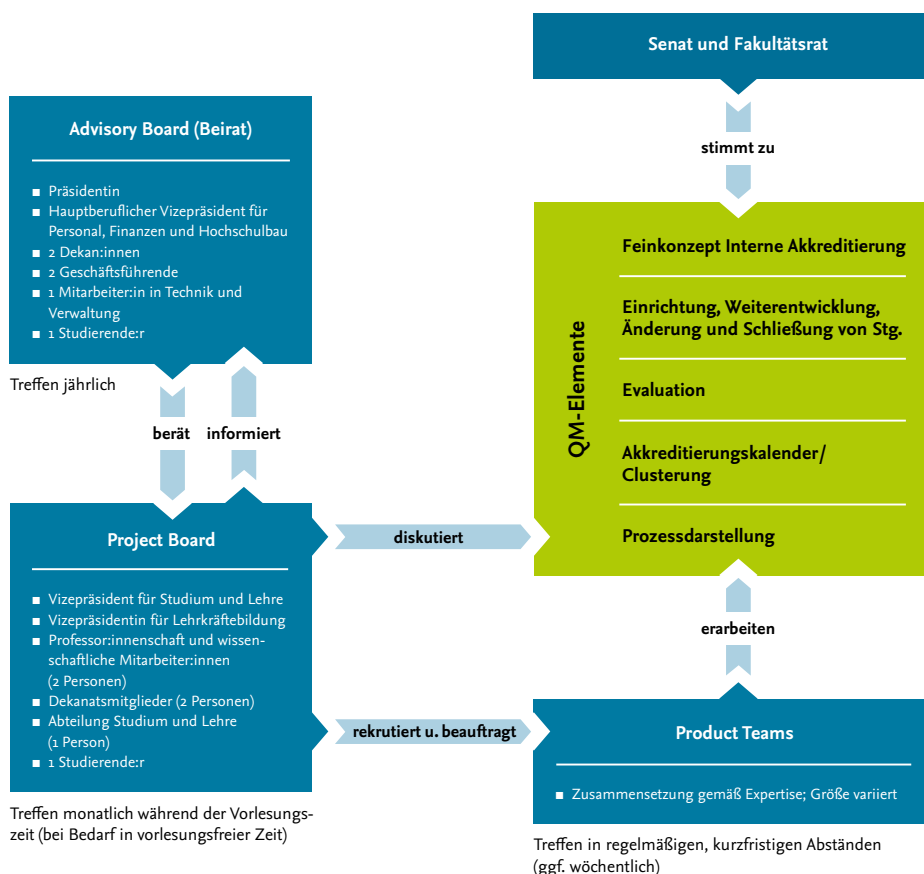 Senat und Fakultätsrat
stimmt zu
Advisory Board (Beirat)
■ Präsidentin
■ Hauptberuflicher Vizepräsident für
Personal, Finanzen und Hochschulbau
■ 2 Dekan:innen
■ 2 Geschäftsführende
■ 1 Mitarbeiter:in in Technik und
Verwaltung
■ 1 Studierende:r
Treffen jährlich
berät
informiert
QM-Elemente
Feinkonzept Interne Akkreditierung
Einrichtung, Weiterentwicklung,
Änderung und Schließung von Stg.
Evaluation
Akkreditierungskalender/
Clusterung
Prozessdarstellung
Project Board
■ Vizepräsident für Studium und Lehre
■ Vizepräsidentin für Lehrkräftebildung
■ Professor:innenschaft und wissen-
schaftliche Mitarbeiter:innen
(2 Personen)
■ Dekanatsmitglieder (2 Personen)
■ Abteilung Studium und Lehre
(1 Person)
■ 1 Studierende:r
Treffen monatlich während der Vorlesungs-
zeit (bei Bedarf in vorlesungsfreier Zeit)
diskutiert
rekrutiert u. beauftragt
erarbeiten
Product Teams
■ Zusammensetzung gemäß Expertise; Größe variiert
Treffen in regelmäßigen, kurzfristigen Abständen
(ggf. wöchentlich)